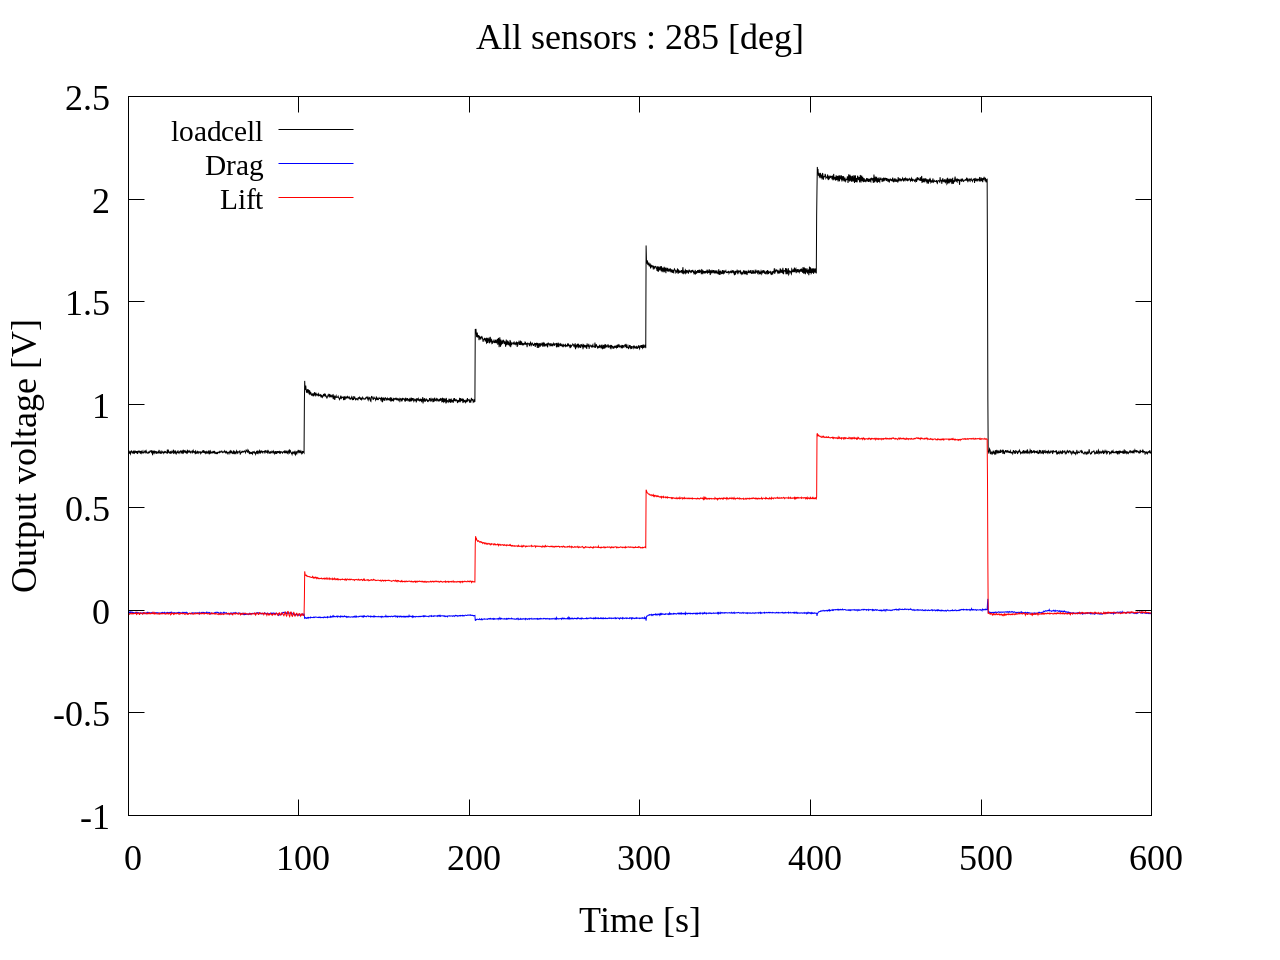 All sensors : 285 [deg]
2.5
2
1.5
1
0.5
0
-0.5
-1
loadcell
Drag
Lift
Output voltage [V]
0 100 200 300 400 500 600
Time [s]